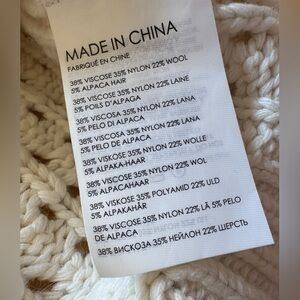 MADE IN CHINA
FABRIQUÉ EN CHINE
38% VISCOSE 35% NYLON 22% WOOL
5% ALPACA HAIR
38% VISCOSE 35% NYLON 22% LAINE
5% POILS D'ALPAGA
38% VISCOSA 35% NYLON 22% LANA
5% PELO DI ALPACA
38% VISCOSA 35% NYLON 22% LANA
5% PELO DE ALPACA
38% VISKOSE 35% NYLON 22% WOLLE
5% ALPAKA-HAAR
38% VISCOSE 35% NYLON 22% WOL
5% ALPACAHAAR
38% VISKOSE 35% POLYAMID 22% ULD
5% ALPAKAHÅR
38% VISCOSE 35% NYLON 22% LÃ 5% PELO
DE ALPACA
38% ВИСКОЗА 35% НЕЙЛОН 22% ШЕРСТЬ